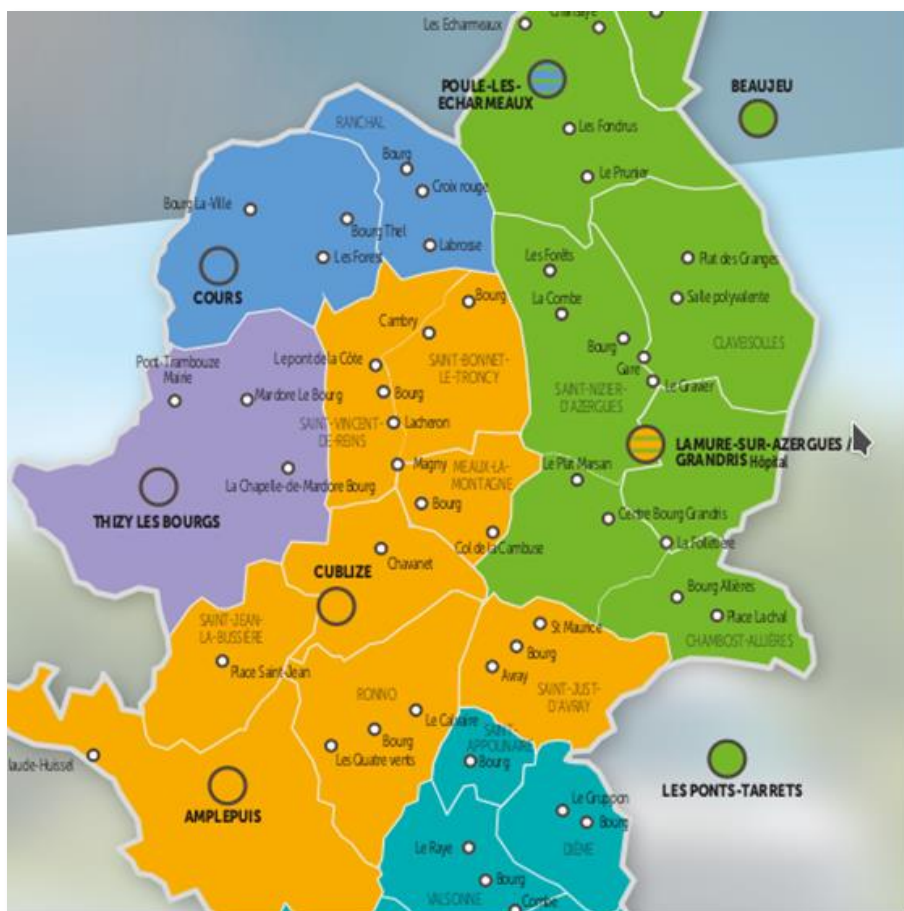 Les Echarmeaux
POULE-LES-
ECHARMEAUX
BEAUJEU
Les Fondrus
Le Prunier
RANCHAL
Bourg
Croix rouge
Labrosse
Bourg La-Ville
Bourg Thel
Les Forest
COURS
Les Forêts
La Combe
Plat des Granges
Salle polyvalente
Bourg
Gare
CLAVEISOLLES
Le Gravier
SAINT-NIZIER-
D'AZERGUES
Bourg
Cambry
SAINT-BONNET-
LE-TRONCY
Le pont de la Côte
Bourg
SAINT-VINCENT-
DE-REINS
Lacheron
Magny
Pont-Trambouze
Mairie
Mardore Le Bourg
La Chapelle-de-Mardore Bourg
THIZY LES BOURGS
MEAUX-LA-
MONTAGNE
Bourg
Col de la Cambuse
LAMURE-SUR-AZERGUES /
GRANDRIS Hôpital
Le Plat Marsan
Centre Bourg Grandris
La Folletière
Bourg Allières
Place Lachal
CHAMBOST-ALLIÈRES
Chavanet
CUBLIZE
SAINT-JEAN-
LA-BUSSIÈRE
Place Saint-Jean
St Maurice
Bourg
Avray
SAINT-JUST-
D'AVRAY
RONNO
Le Calvaire
Bourg
Les Quatre vents
SAINT-
APPOLINAIRE
Bourg
laude-Huissel
AMPLEPUIS
LES PONTS-TARRETS
Le Gruppon
Bourg
DIÈME
Le Raye
Bourg
VALSONNE
Combe